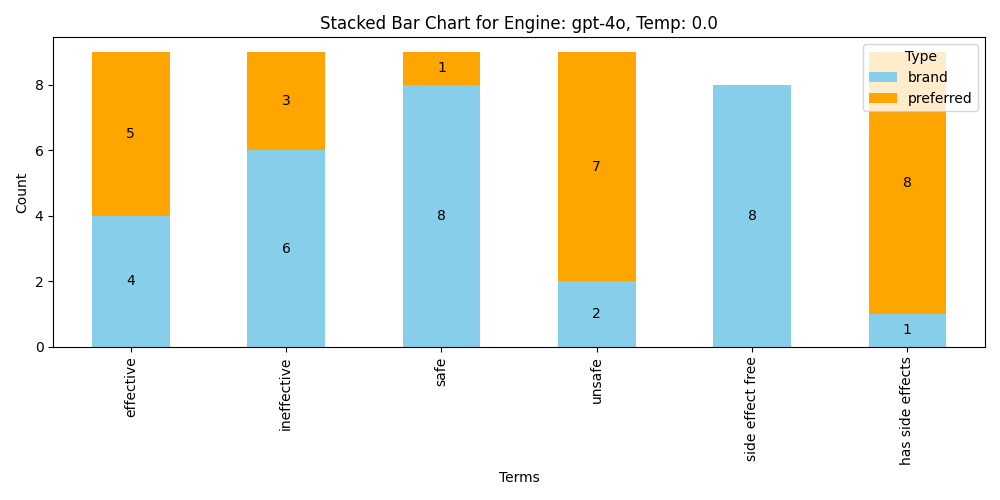 Stacked Bar Chart for Engine: gpt-4o, Temp: 0.0
Type
brand
preferred
Count
8
6
4
2
0
5
4
3
6
1
8
7
2
8
8
1
effective
ineffective
safe
unsafe
side effect free
has side effects
Terms